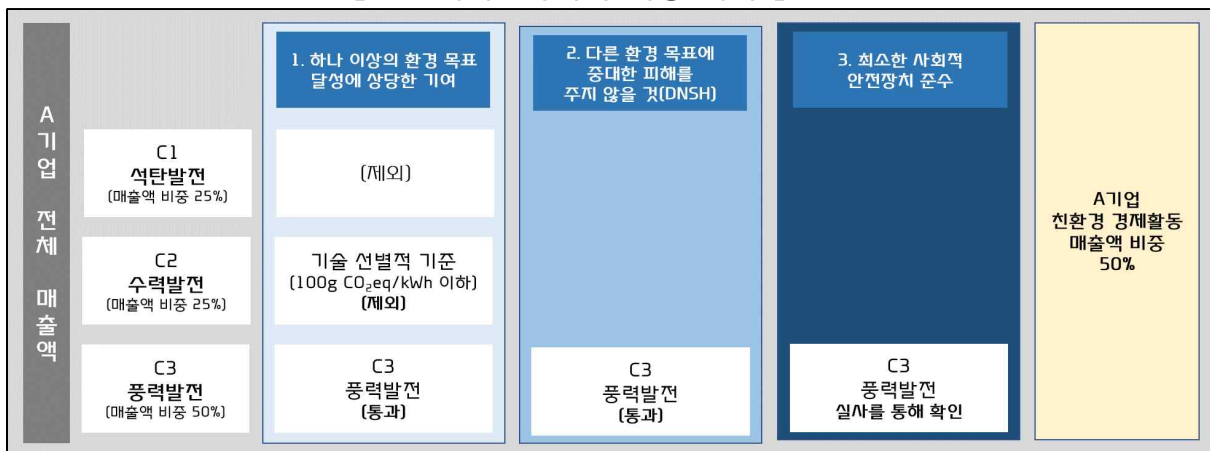 A기업 전체 매출액
1. 하나 이상의 환경 목표
달성에 상당한 기여
2. 다른 환경 목표에
중대한 피해를
주지 않을 것(DNSH)
3. 최소한 사회적
안전장치 준수
C1
석탄발전
(매출액 비중 25%)
(제외)
C2
수력발전
(매출액 비중 25%)
기술 선별적 기준
(100g CO₂eq/kWh 이하)
(제외)
C3
풍력발전
(매출액 비중 50%)
C3
풍력발전
(통과)
C3
풍력발전
(통과)
C3
풍력발전
실사를 통해 확인
A기업
친환경 경제활동
매출액 비중
50%